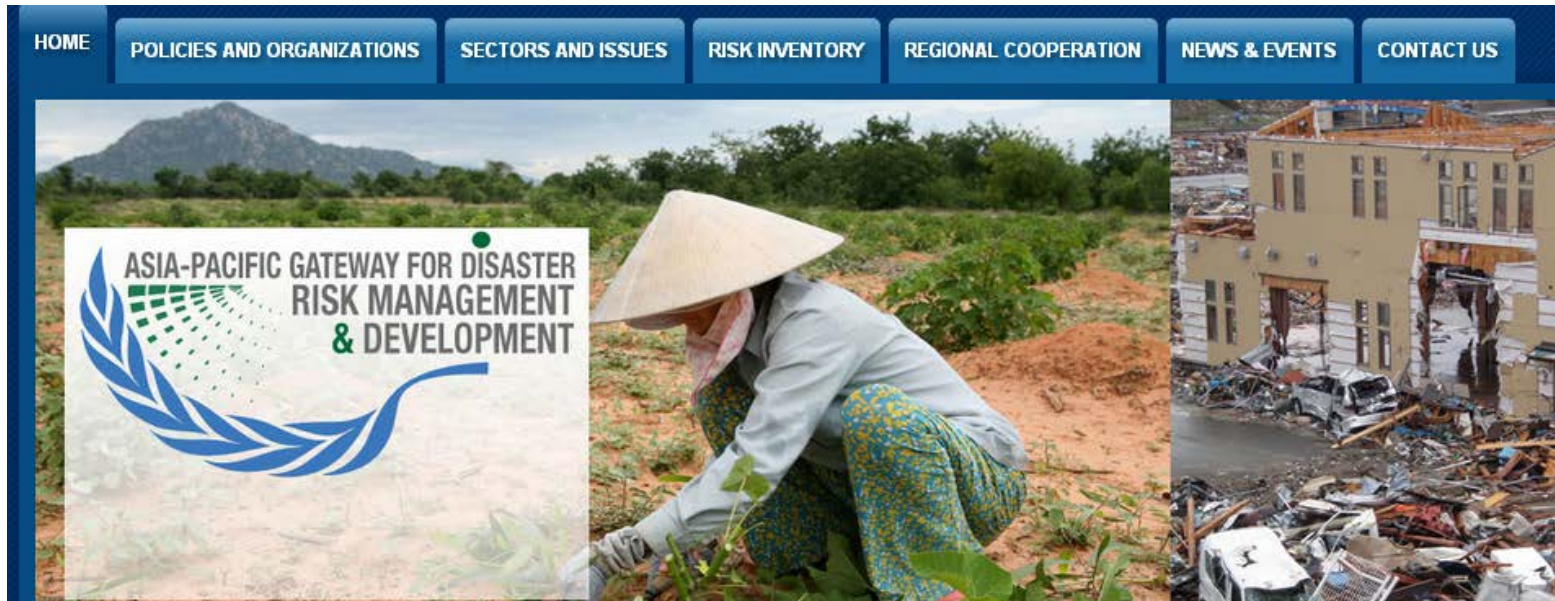 HOME
POLICIES AND ORGANIZATIONS
SECTORS AND ISSUES
RISK INVENTORY
REGIONAL COOPERATION
NEWS & EVENTS
CONTACT US
ASIA-PACIFIC GATEWAY FOR DISASTER
RISK MANAGEMENT
& DEVELOPMENT